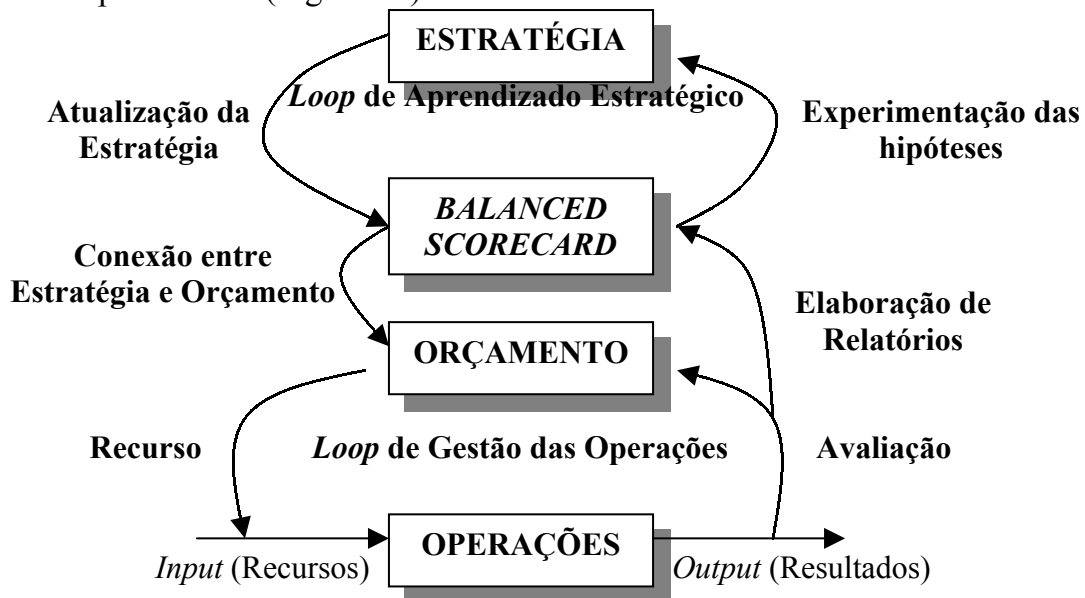 ESTRATÉGIA
Loop de Aprendizado Estratégico
Atualização da
Estratégia
Experimentação das
hipóteses
BALANCED
SCORECARD
Conexão entre
Estratégia e Orçamento
Elaboração de
Relatórios
ORÇAMENTO
Recurso
Loop de Gestão das Operações
Avaliação
OPERAÇÕES
Input (Recursos)
Output (Resultados)